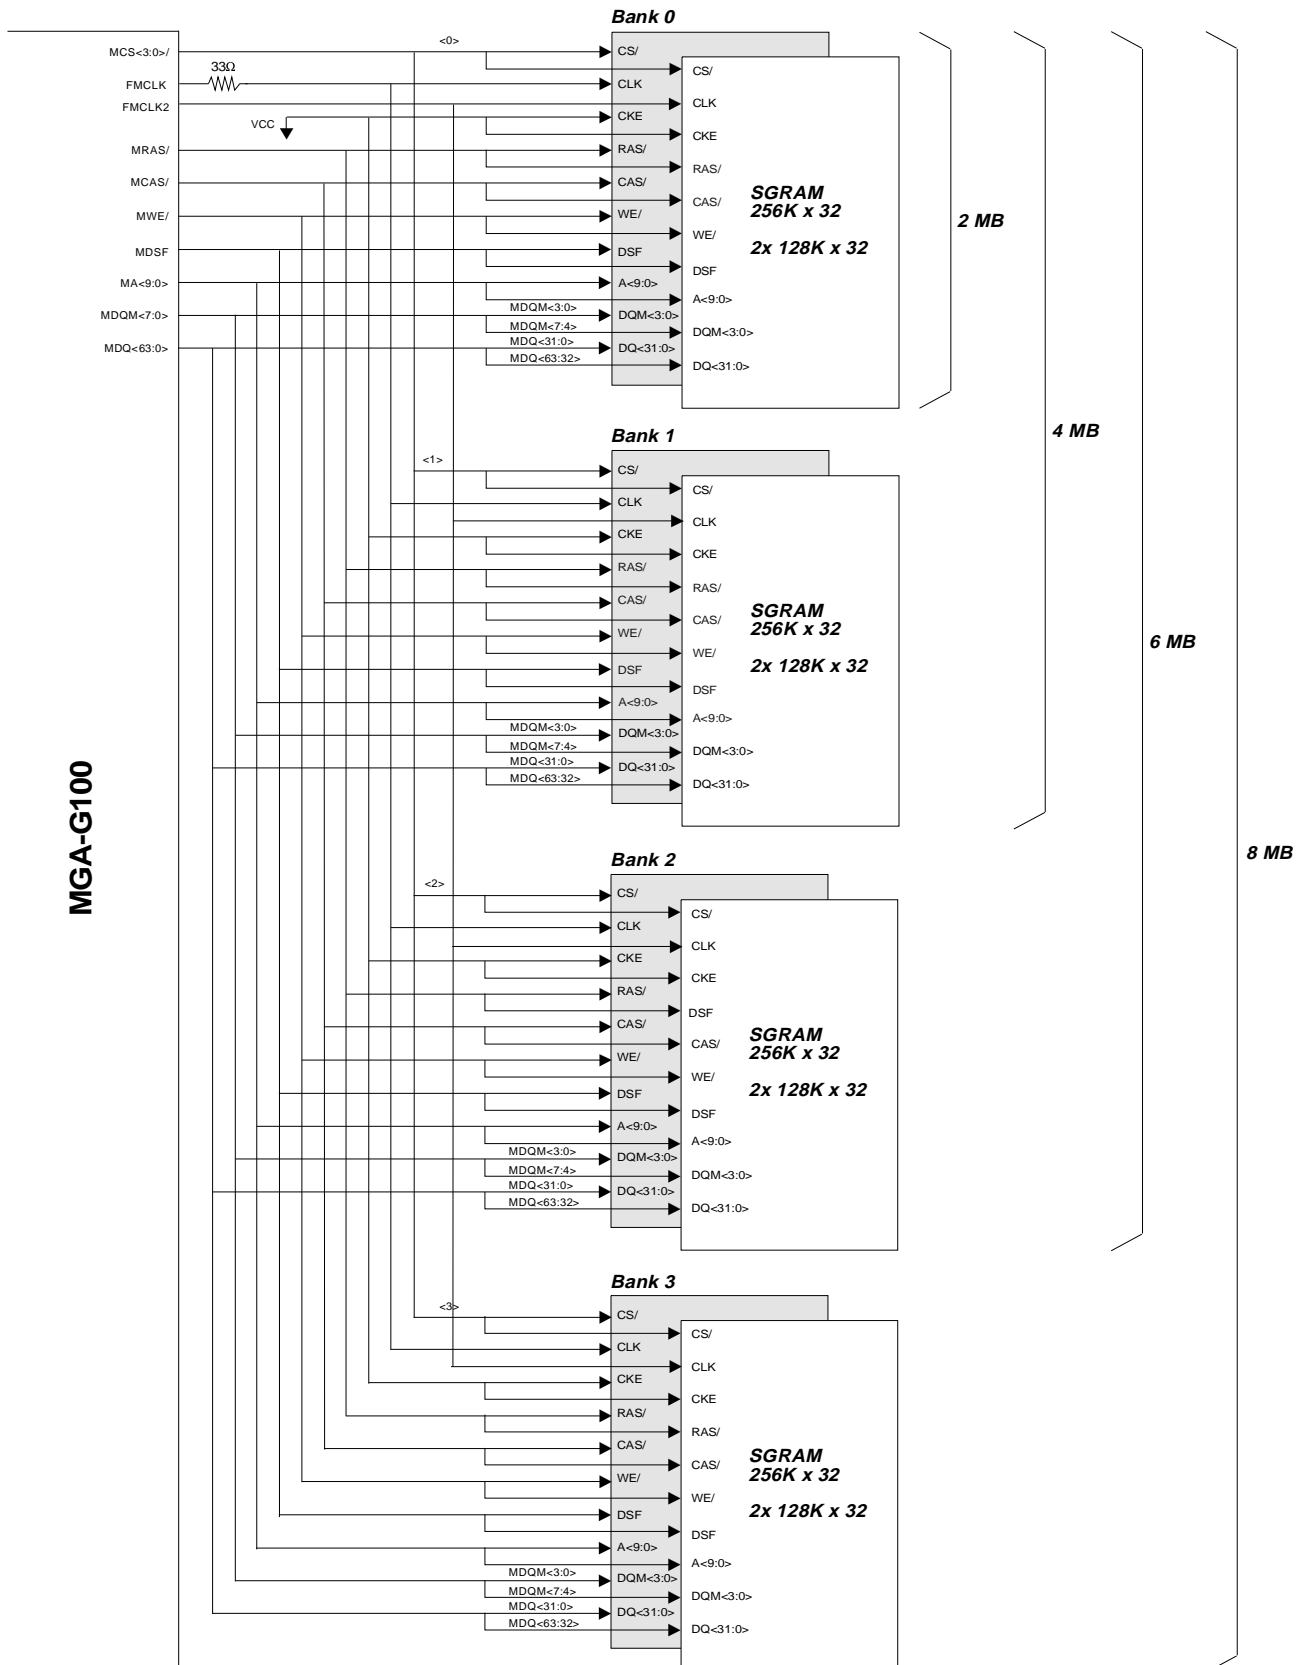 MGA-G100
MCS<3:0>/
FMCLK
FMCLK2
MRAS/
MCAS/
MWE/
MDSF
MA<9:0>
MDQM<7:0>
MDQ<63:0>
33Ω
VCC
Bank 0
<0>
CS/
CLK
CKE
RAS/
CAS/
WE/
DSF
A<9:0>
MDQM<3:0>
DQM<3:0>
MDQM<7:4>
MDQ<31:0>
DQ<31:0>
MDQ<63:32>
CS/
CLK
CKE
RAS/
CAS/
WE/
DSF
A<9:0>
DQM<3:0>
DQ<31:0>
SGRAM
256K x 32
2x 128K x 32
2 MB
Bank 1
<1>
CS/
CLK
CKE
RAS/
CAS/
WE/
DSF
A<9:0>
MDQM<3:0>
DQM<3:0>
MDQM<7:4>
MDQ<31:0>
DQ<31:0>
MDQ<63:32>
CS/
CLK
CKE
RAS/
CAS/
WE/
DSF
A<9:0>
DQM<3:0>
DQ<31:0>
SGRAM
256K x 32
2x 128K x 32
4 MB
Bank 2
<2>
CS/
CLK
CKE
RAS/
CAS/
WE/
DSF
A<9:0>
MDQM<3:0>
DQM<3:0>
MDQM<7:4>
MDQ<31:0>
DQ<31:0>
MDQ<63:32>
CS/
CLK
CKE
DSF
CAS/
WE/
DSF
A<9:0>
DQM<3:0>
DQ<31:0>
SGRAM
256K x 32
2x 128K x 32
6 MB
Bank 3
<3>
CS/
CLK
CKE
RAS/
CAS/
WE/
DSF
A<9:0>
MDQM<3:0>
DQM<3:0>
MDQM<7:4>
MDQ<31:0>
DQ<31:0>
MDQ<63:32>
CS/
CLK
CKE
RAS/
CAS/
WE/
DSF
A<9:0>
DQM<3:0>
DQ<31:0>
SGRAM
256K x 32
2x 128K x 32
8 MB